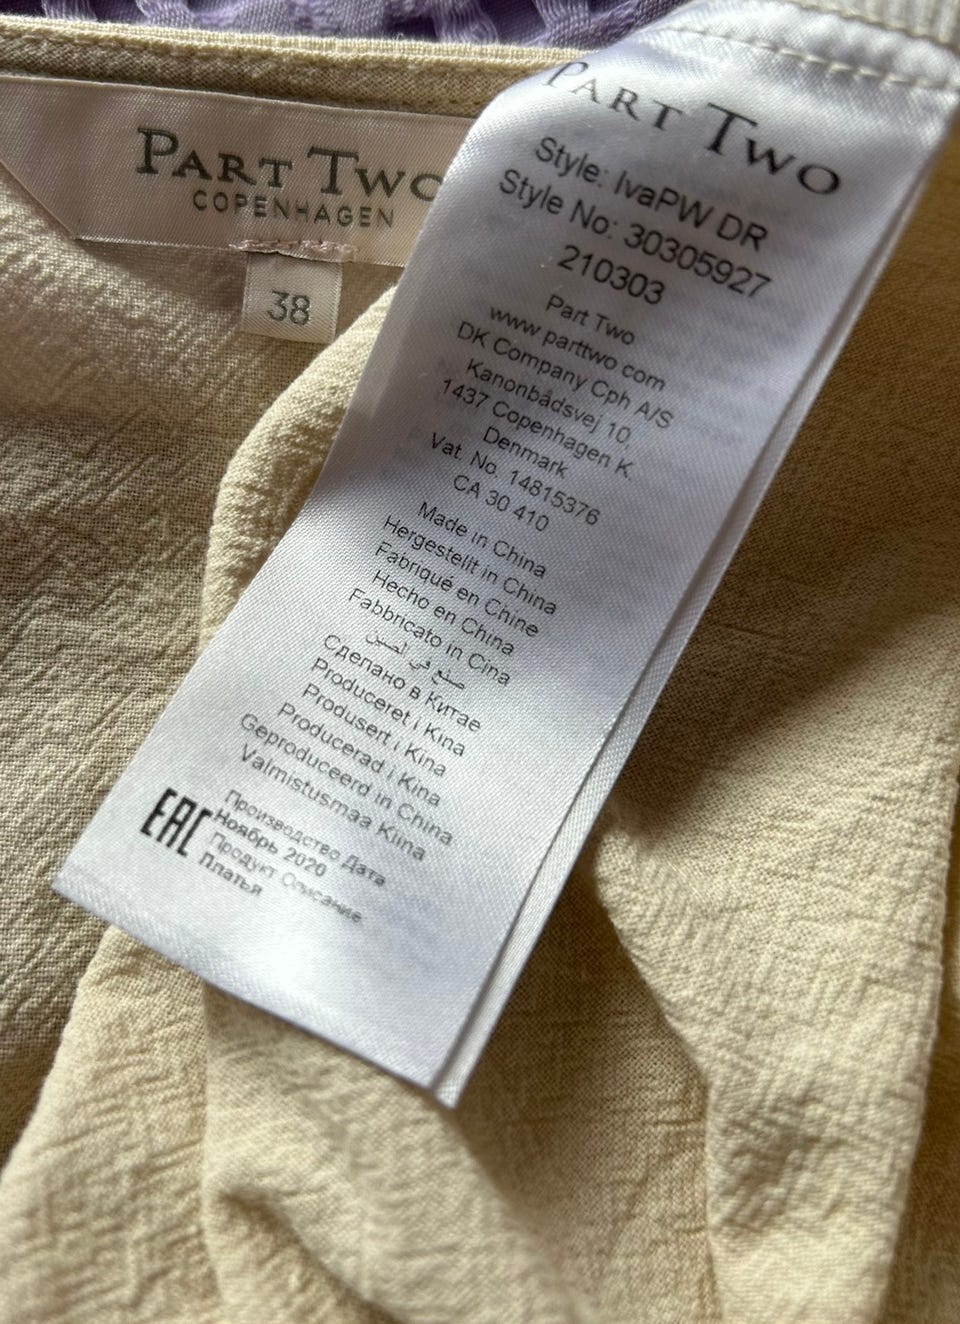 PART TWO
COPENHAGEN
38
PART TWO
Style: IvaPW DR
Style No: 30305927
210303
Part Two
www parttwo com
DK Company Cph A/S
Kanonbådsvej 10,
1437 Copenhagen K.
Denmark
Vat. No. 14815376
CA 30 410
Made in China
Hergestellt in China
Fabriqué en Chine
Hecho en China
Fabbricato in Cina
صنع في الصين
Сделано в Китае
Produceret i Kina
Produsert i Kina
Producerad i Kina
Geproduceerd in China
Valmistusmaa Kiina
EAC
Производство Дата
Ноябрь 2020
Продукт Описание
Платья